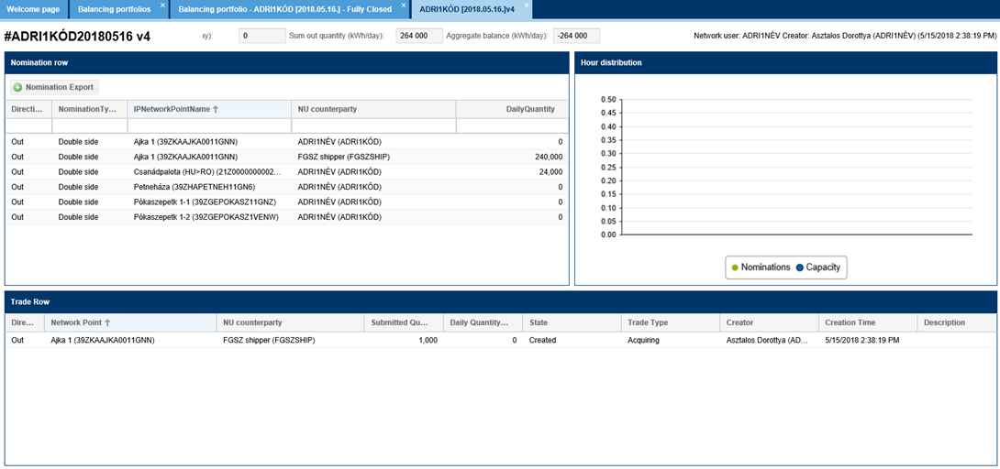 Welcome page Balancing portfolios × Balancing portfolio - ADRI1KÓD [2018.05.16.] - Fully Closed × ADRI1KÓD [2018.05.16.]v4 ×
#ADRI1KÓD20180516 v4 y): 0 Sum out quantity (kWh/day): 264 000 Aggregate balance (kWh/day): -264 000 Network user: ADRI1NÉV Creator: Asztalos Dorottya (ADRI1NÉV) (5/15/2018 2:38:19 PM)
Nomination row
Nomination Export
Directi... NominationTy... IPNetworkPointName ↑ NU counterparty DailyQuantity
Out Double side Ajka 1 (39ZKAAJKA0011GNN) ADRI1NÉV (ADRI1KÓD) 0
Out Double side Ajka 1 (39ZKAAJKA0011GNN) FGSZ shipper (FGSZSHIP) 240,000
Out Double side Csanádpalota (HU>RO) (21Z0000000002... ADRI1NÉV (ADRI1KÓD) 24,000
Out Double side Petneháza (39ZHAPETNEH11GN6) ADRI1NÉV (ADRI1KÓD) 0
Out Double side Pókaszepetk 1-1 (39ZGEPOKASZ11GNZ) ADRI1NÉV (ADRI1KÓD) 0
Out Double side Pókaszepetk 1-2 (39ZGEPOKASZ1VENW) ADRI1NÉV (ADRI1KÓD) 0
Hour distribution
0.50
0.45
0.40
0.35
0.30
0.25
0.20
0.15
0.10
0.05
0.00
Nominations Capacity
Trade Row
Dire... Network Point ↑ NU counterparty Submitted Qu... Daily Quantity... State Trade Type Creator Creation Time Description
Out Ajka 1 (39ZKAAJKA0011GNN) FGSZ shipper (FGSZSHIP) 1,000 0 Created Acquiring Asztalos Dorottya (AD... 5/15/2018 2:38:19 PM